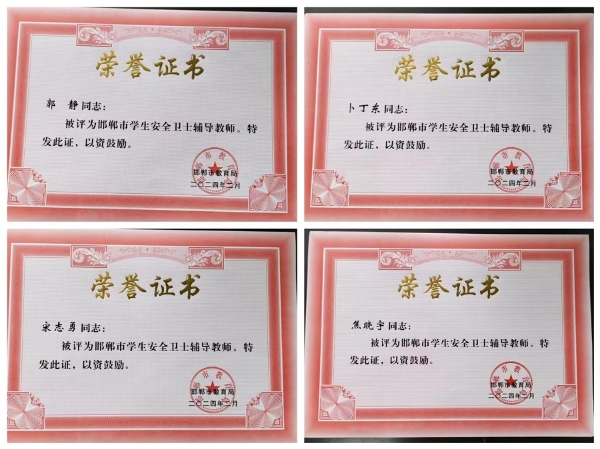 荣誉证书
郭 静同志：
被评为邯郸市学生安全卫士辅导教师。特
发此证，以资鼓励。
邯郸市教育局
二〇二四年二月
荣誉证书
卜丁东同志：
被评为邯郸市学生安全卫士辅导教师。特
发此证，以资鼓励。
邯郸市教育局
二〇二四年二月
荣誉证书
宋志勇同志：
被评为邯郸市学生安全卫士辅导教师。特
发此证，以资鼓励。
邯郸市教育局
二〇二四年二月
荣誉证书
焦晓宇同志：
被评为邯郸市学生安全卫士辅导教师。特
发此证，以资鼓励。
邯郸市教育局
二〇二四年二月